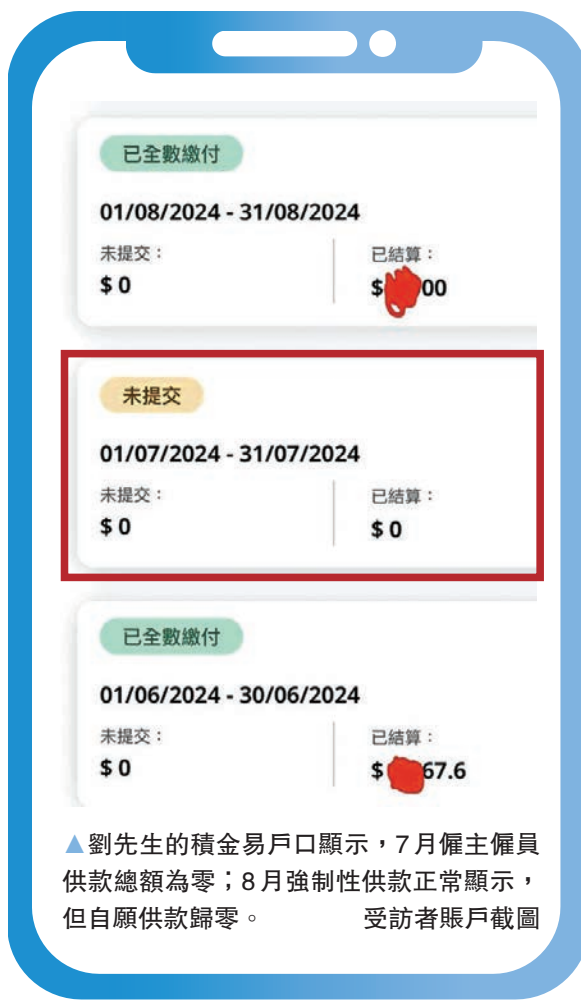 已全數繳付
01/08/2024 - 31/08/2024
未提交： 已結算：
$ 0 $ 00
未提交
01/07/2024 - 31/07/2024
未提交： 已結算：
$ 0 $ 0
已全數繳付
01/06/2024 - 30/06/2024
未提交： 已結算：
$ 0 $ 67.6
▲劉先生的積金易戶口顯示，7月僱主僱員
供款總額為零；8月強制性供款正常顯示，
但自願供款歸零。 受訪者賬戶截圖